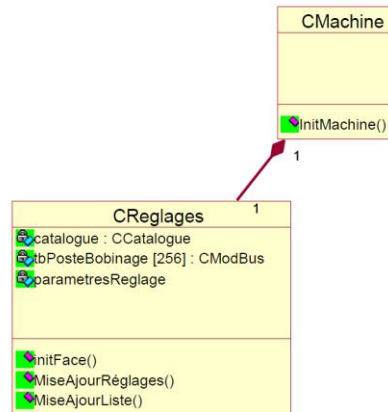 CMachine
InitMachine()
1
1
CReglages
catalogue : CCatalogue
tbPosteBobinage [256] : CModBus
parametresReglage
initFace()
MiseAjourRéglages()
MiseAjourListe()